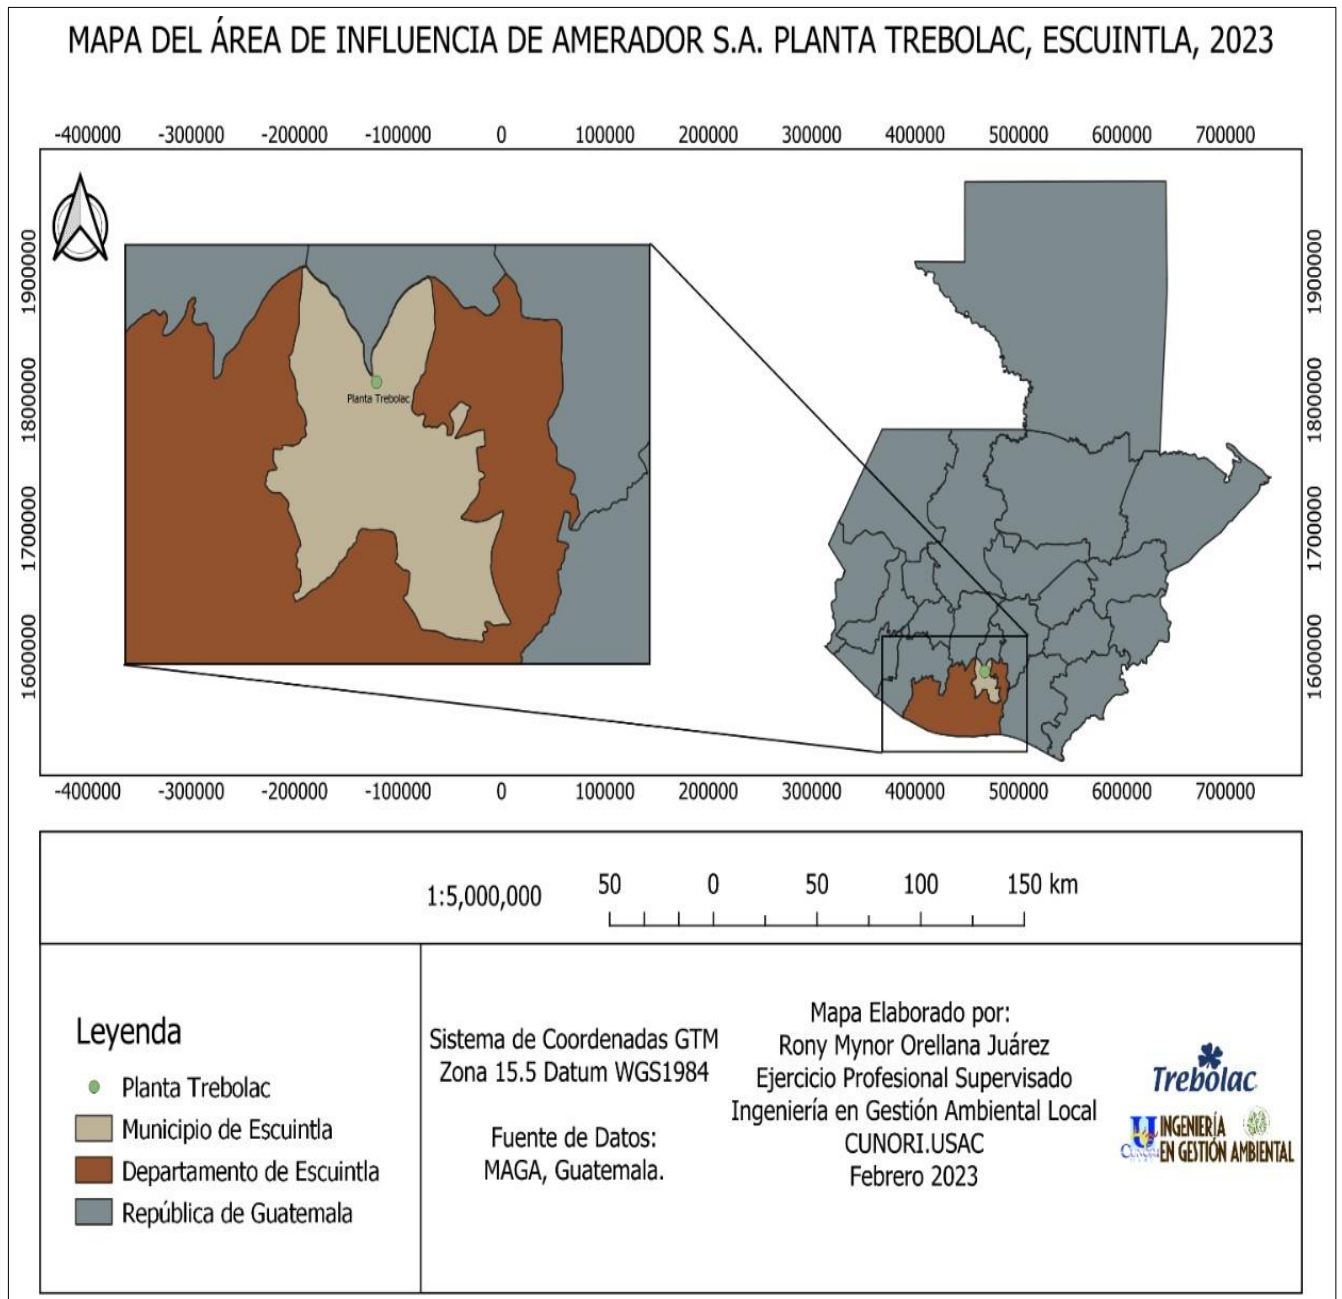 MAPA DEL ÁREA DE INFLUENCIA DE AMERADOR S.A. PLANTA TREBOLAC, ESCUINTLA, 2023
-400000 -300000 -200000 -100000 0 100000 200000 300000 400000 500000 600000 700000
1900000
1800000
1700000
1600000
Planta Trebolac
1900000
1800000
1700000
1600000
-400000 -300000 -200000 -100000 0 100000 200000 300000 400000 500000 600000 700000
1:5,000,000
50 0 50 100 150 km
Leyenda
Planta Trebolac
Municipio de Escuintla
Departamento de Escuintla
República de Guatemala
Sistema de Coordenadas GTM
Zona 15.5 Datum WGS1984
Fuente de Datos:
MAGA, Guatemala.
Mapa Elaborado por:
Rony Mynor Orellana Juárez
Ejercicio Profesional Supervisado
Ingeniería en Gestión Ambiental Local
CUNORI.USAC
Febrero 2023
Trebolac
INGENIERÍA
EN GESTIÓN AMBIENTAL